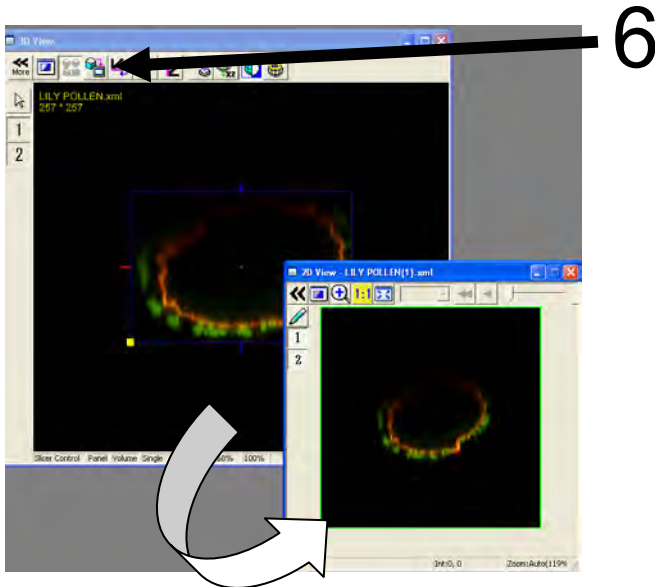 6
3D View
More
LILY POLLEN.xml
257 * 257
1
2
x2
2D View - LILY POLLEN(1).xml
1:1
1
2
Slicer Control Panel Volume Single 100%
Int:0, 0 Zoom:Auto(119%